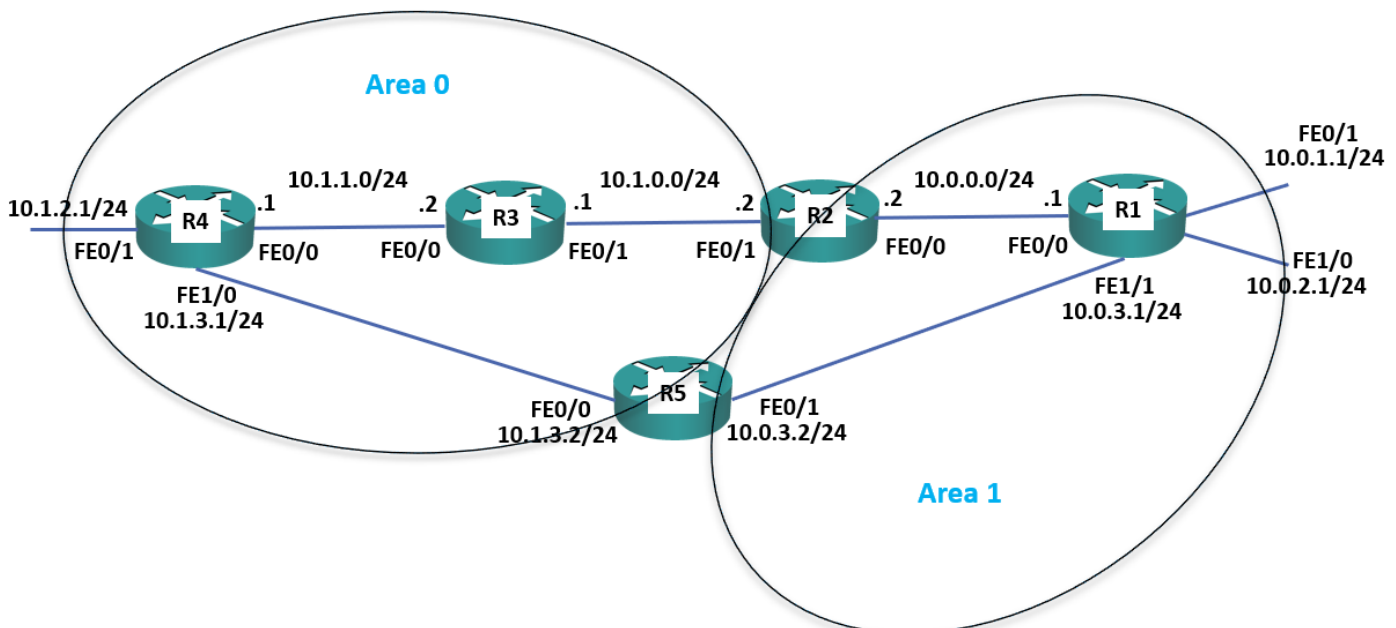 Area 0
FE0/1
10.0.1.1/24
10.1.1.0/24
10.1.0.0/24
10.0.0.0/24
10.1.2.1/24
R4
.1
.2
R3
.1
.2
R2
.2
.1
R1
FE0/1
FE0/0
FE0/0
FE0/1
FE0/1
FE0/0
FE0/0
FE1/0
10.0.2.1/24
FE1/0
10.1.3.1/24
FE1/1
10.0.3.1/24
R5
FE0/0
10.1.3.2/24
FE0/1
10.0.3.2/24
Area 1